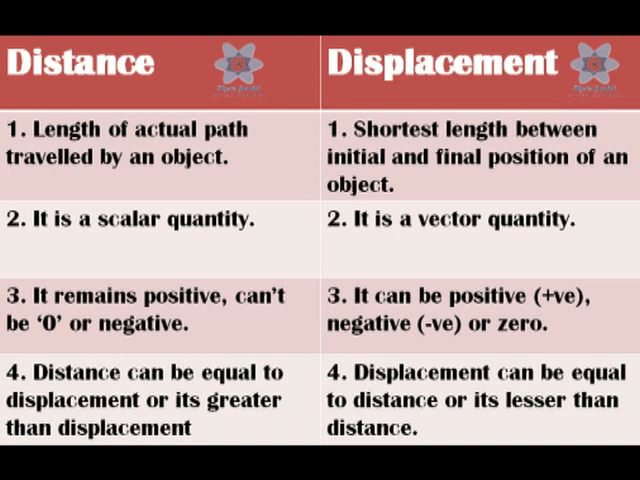 Distance
Displacement
1. Length of actual path
travelled by an object.
1. Shortest length between
initial and final position of an
object.
2. It is a scalar quantity.
2. It is a vector quantity.
3. It remains positive, can't
be ‘0’ or negative.
3. It can be positive (+ve),
negative (-ve) or zero.
4. Distance can be equal to
displacement or its greater
than displacement
4. Displacement can be equal
to distance or its lesser than
distance.